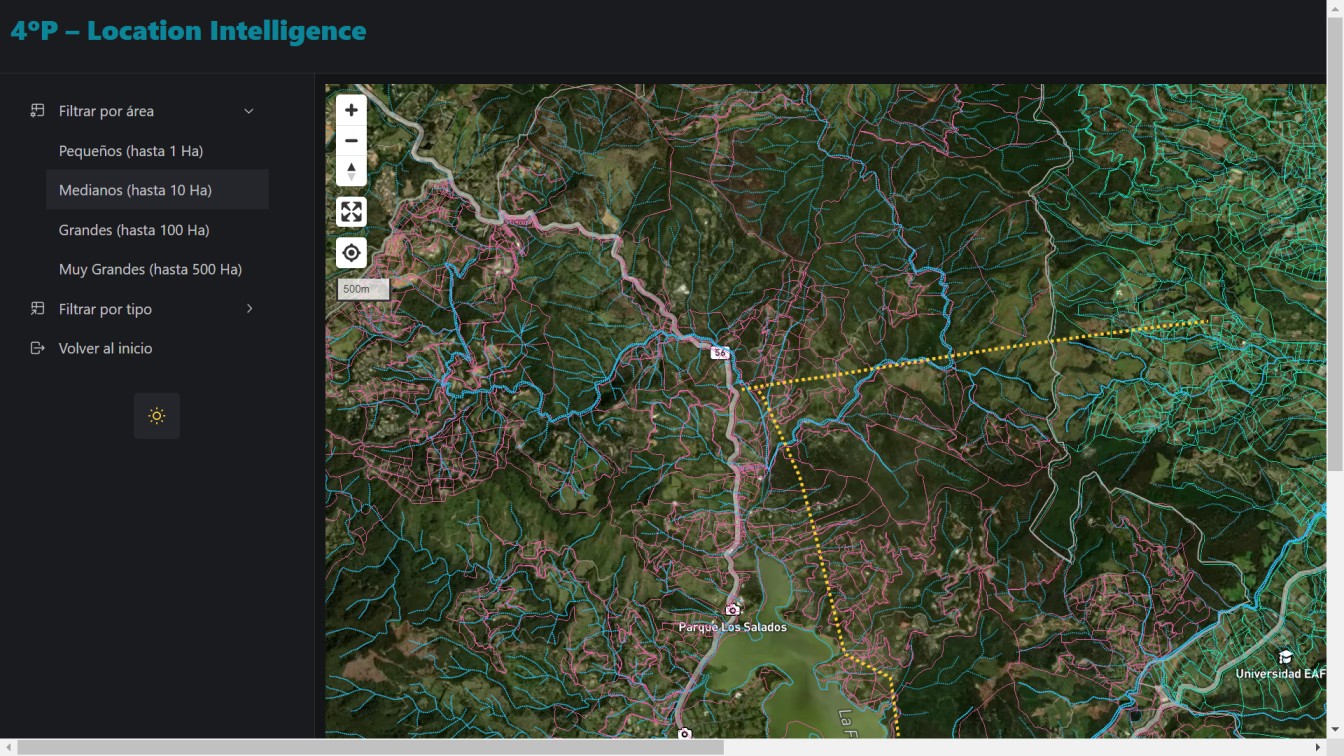 4ºP – Location Intelligence
Filtrar por área
Pequeños (hasta 1 Ha)
Medianos (hasta 10 Ha)
Grandes (hasta 100 Ha)
Muy Grandes (hasta 500 Ha)
Filtrar por tipo
Volver al inicio
500m
56
Parque Los Salados
Universidad EAF
La F